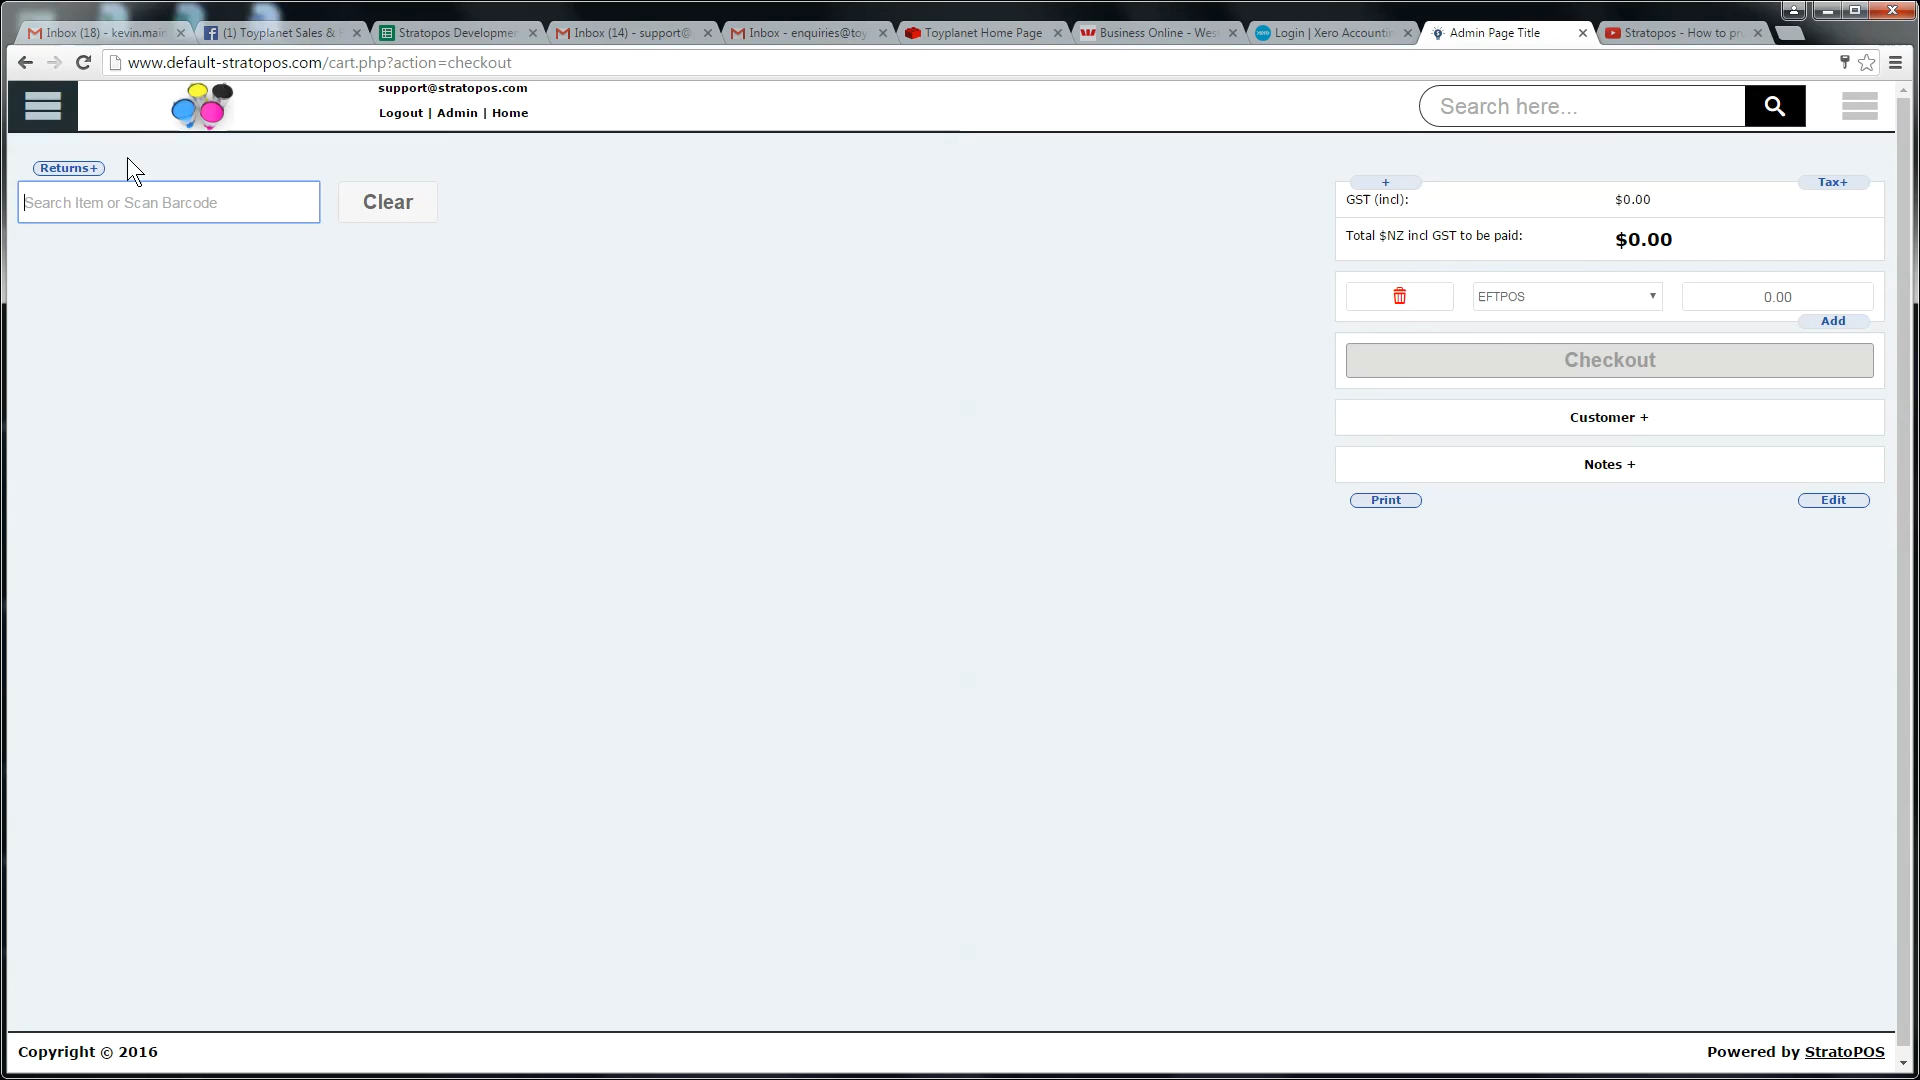 Inbox (18) - kevin.main
(1) Toyplanet Sales &
Stratopos Developme
Inbox (14) - support@
Inbox - enquiries@toy
Toyplanet Home Page
Business Online - Wes
Login | Xero Accountin
Admin Page Title
Stratopos - How to pr
www.default-stratopos.com/cart.php?action=checkout
support@stratopos.com
Logout | Admin | Home
Search here...
Returns+
Search Item or Scan Barcode
Clear
+
Tax+
GST (incl): $0.00
Total $NZ incl GST to be paid: $0.00
EFTPOS
0.00
Add
Checkout
Customer +
Notes +
Print
Edit
Copyright © 2016
Powered by StratoPOS